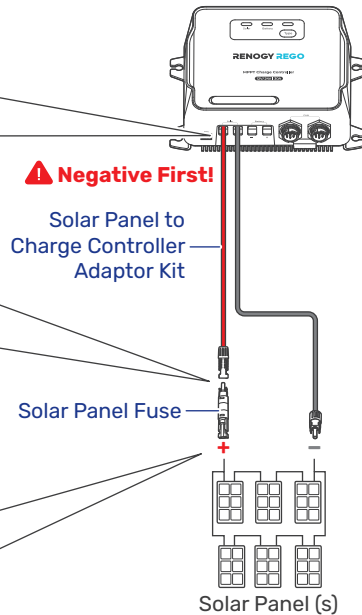 RENOGY REGO
MPPT Charge Controller
Negative First!
Solar Panel to
Charge Controller
Adaptor Kit
Solar Panel Fuse
+ −
Solar Panel (s)